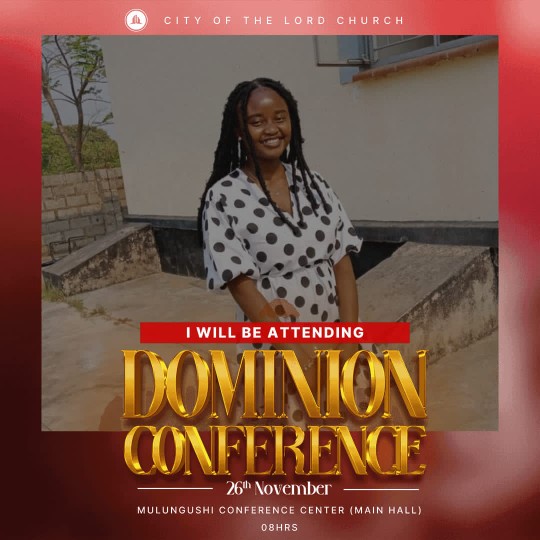 CITY OF THE LORD CHURCH
I WILL BE ATTENDING
DOMINION
CONFERENCE
26th November
MULUNGUSHI CONFERENCE CENTER (MAIN HALL)
08HRS